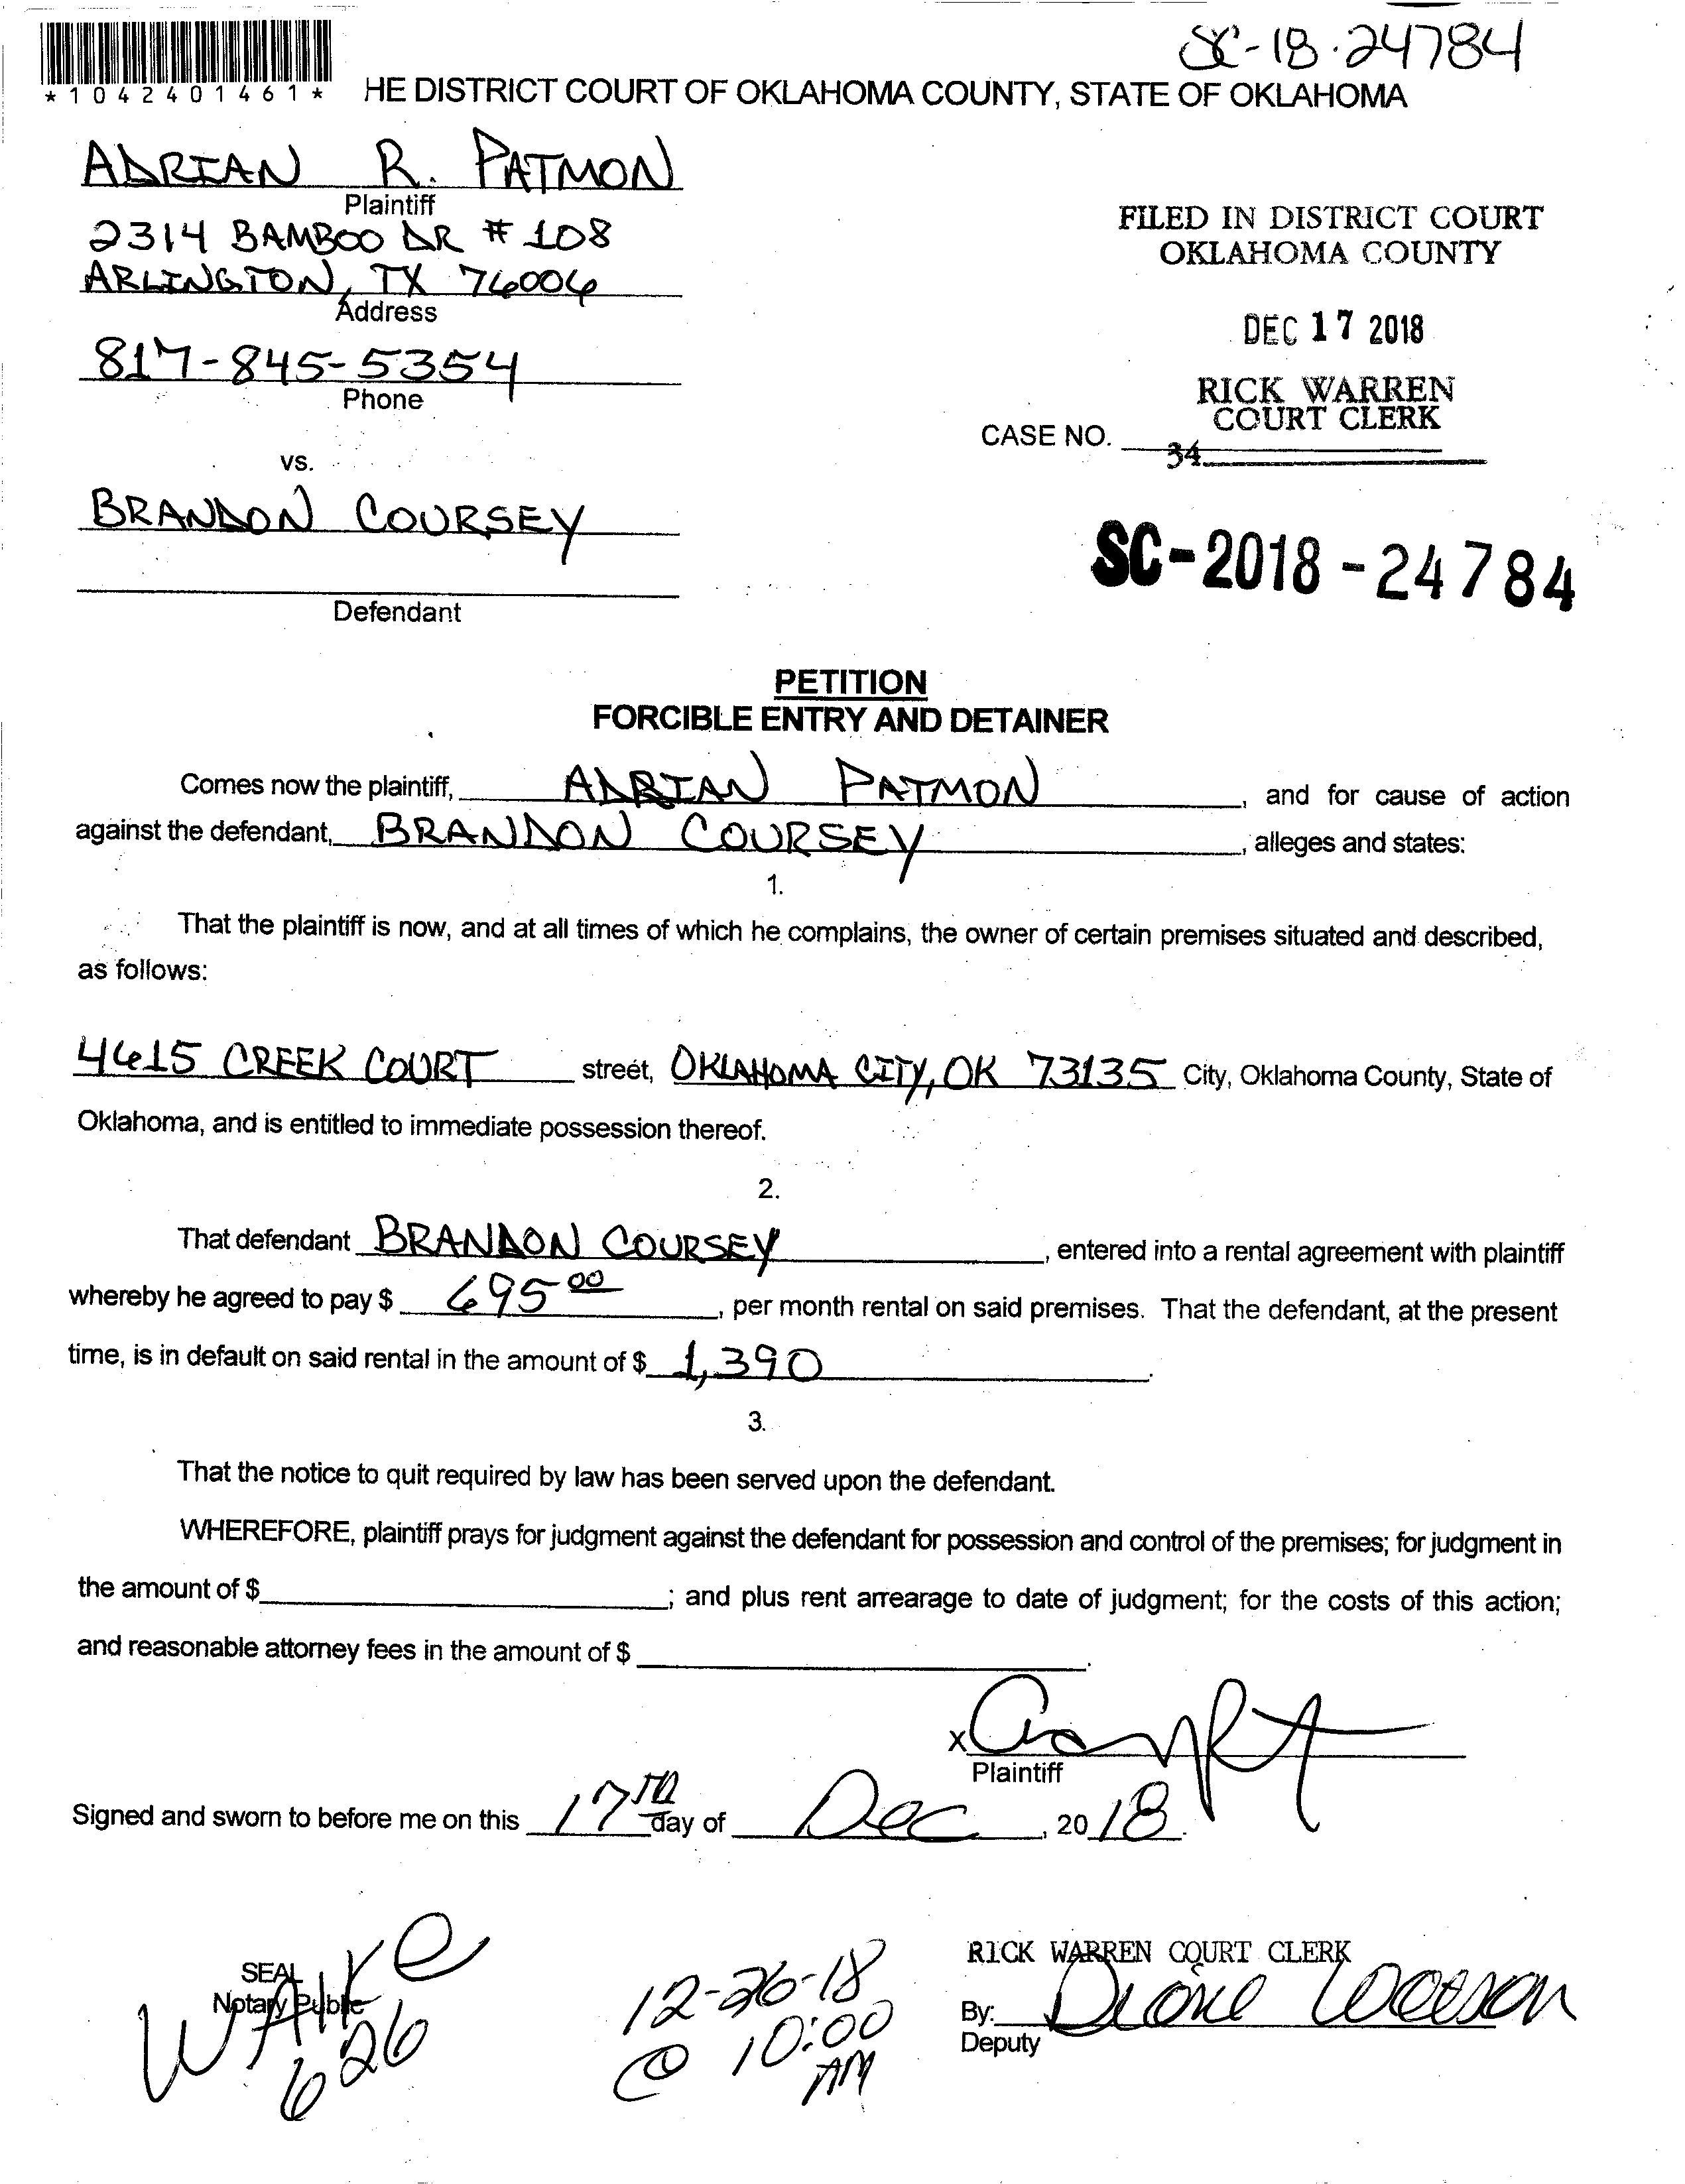 SC-18-24784
*1042401461*
HE DISTRICT COURT OF OKLAHOMA COUNTY, STATE OF OKLAHOMA
ADRIAN R. PATMON
Plaintiff
2314 BAMBOO DR # 108
ARLINGTON, TX 76006
Address
817-845-5354
Phone
vs.
BRANDON COURSEY
Defendant
FILED IN DISTRICT COURT
OKLAHOMA COUNTY
DEC 17 2018
RICK WARREN
COURT CLERK
CASE NO.
34
SC-2018-24784
PETITION
FORCIBLE ENTRY AND DETAINER
Comes now the plaintiff, ADRIAN PATMON, and for cause of action
against the defendant, BRANDON COURSEY, alleges and states:
1.
That the plaintiff is now, and at all times of which he complains, the owner of certain premises situated and described,
as follows:
4615 CREEK COURT street, OKLAHOMA CITY, OK 73135 City, Oklahoma County, State of
Oklahoma, and is entitled to immediate possession thereof.
2.
That defendant BRANDON COURSEY, entered into a rental agreement with plaintiff
whereby he agreed to pay $ 695 00, per month rental on said premises. That the defendant, at the present
time, is in default on said rental in the amount of $ 1,390.
3.
That the notice to quit required by law has been served upon the defendant.
WHEREFORE, plaintiff prays for judgment against the defendant for possession and control of the premises; for judgment in
the amount of $ ; and plus rent arrearage to date of judgment; for the costs of this action;
and reasonable attorney fees in the amount of $ .
X
Plaintiff
Signed and sworn to before me on this 17TH day of Dec, 2018.
SEAL
Notary Public
626
12-26-18
@ 10:00
AM
RICK WARREN COURT CLERK
By:
Deputy